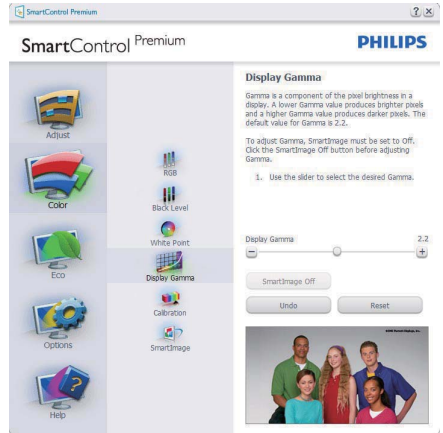 SmartControl Premium
SmartControl Premium
PHILIPS
Adjust
Color
Eco
Options
Help
RGB
Black Level
White Point
Display Gamma
Calibration
SmartImage
Display Gamma
Gamma is a component of the pixel brightness in a
display. A lower Gamma value produces brighter pixels
and a higher Gamma value produces darker pixels. The
default value for Gamma is 2.2.
To adjust Gamma, SmartImage must be set to Off.
Click the SmartImage Off button before adjusting
Gamma.
1. Use the slider to select the desired Gamma.
Display Gamma 2.2
SmartImage Off
Undo Reset